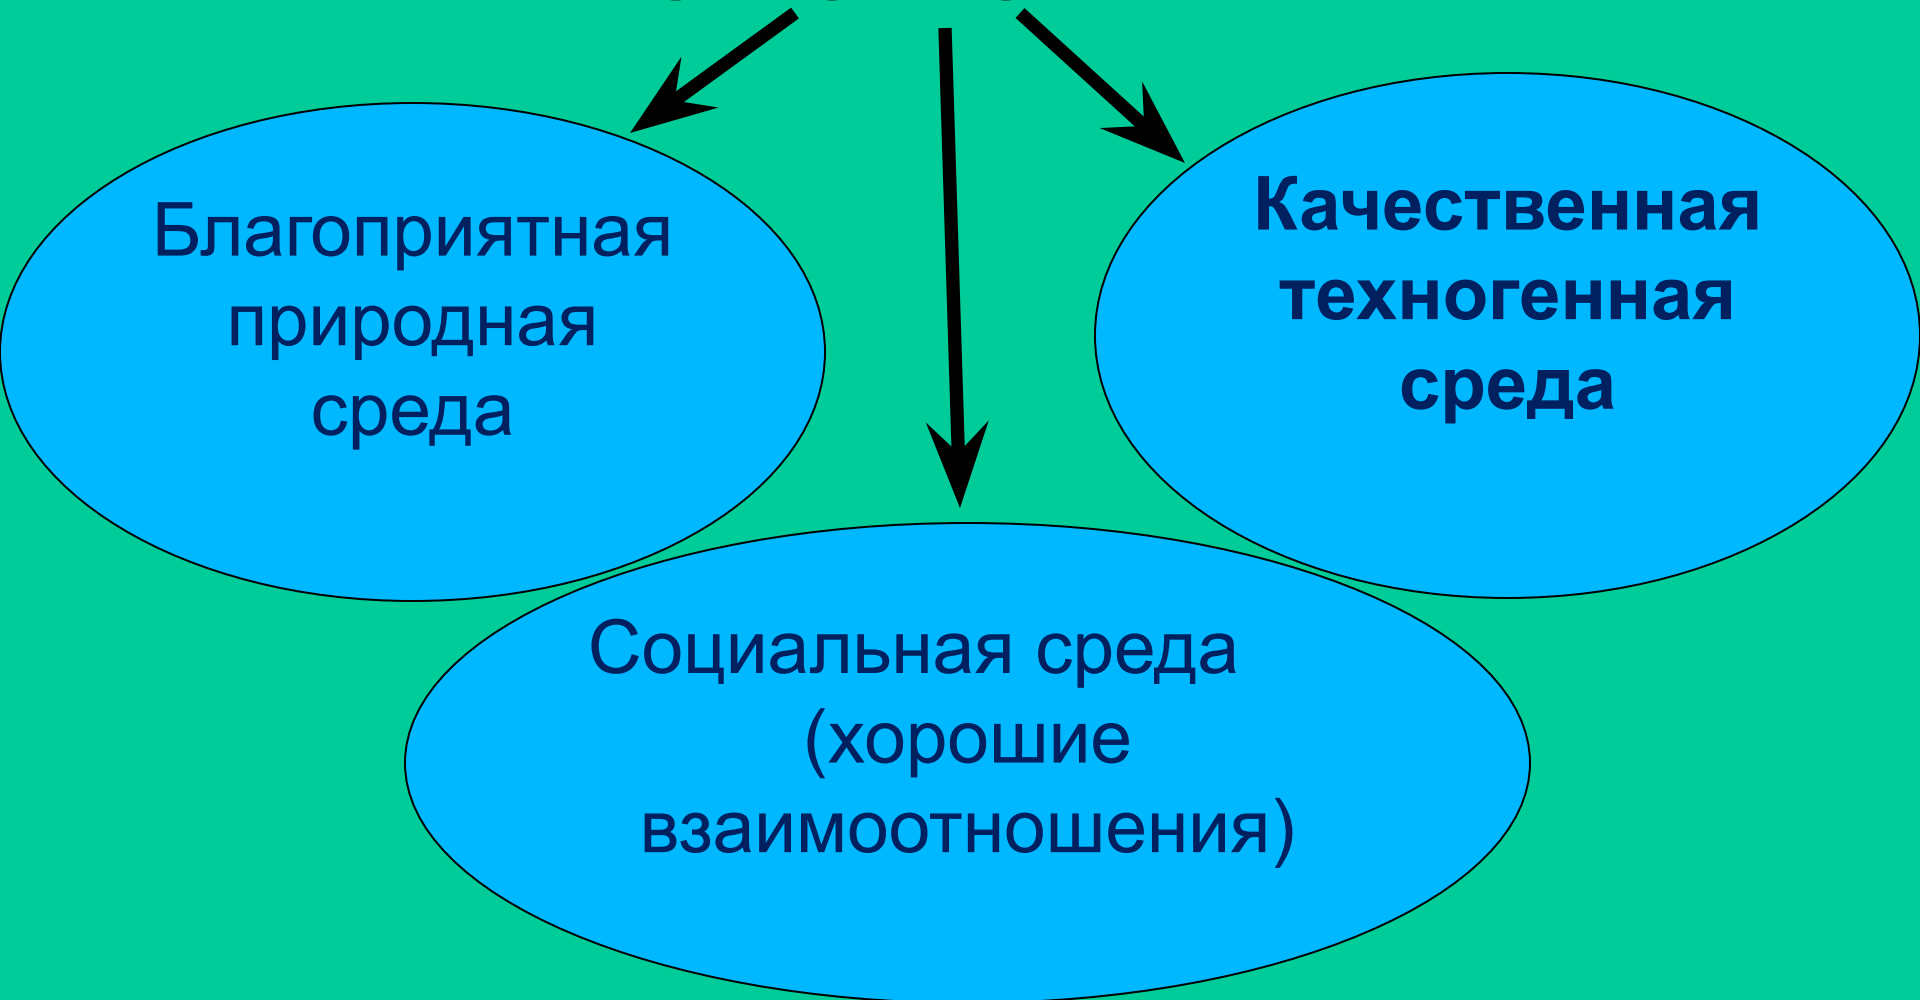 Благоприятная
природная
среда
Качественная
техногенная
среда
Социальная среда
(хорошие
взаимоотношения)